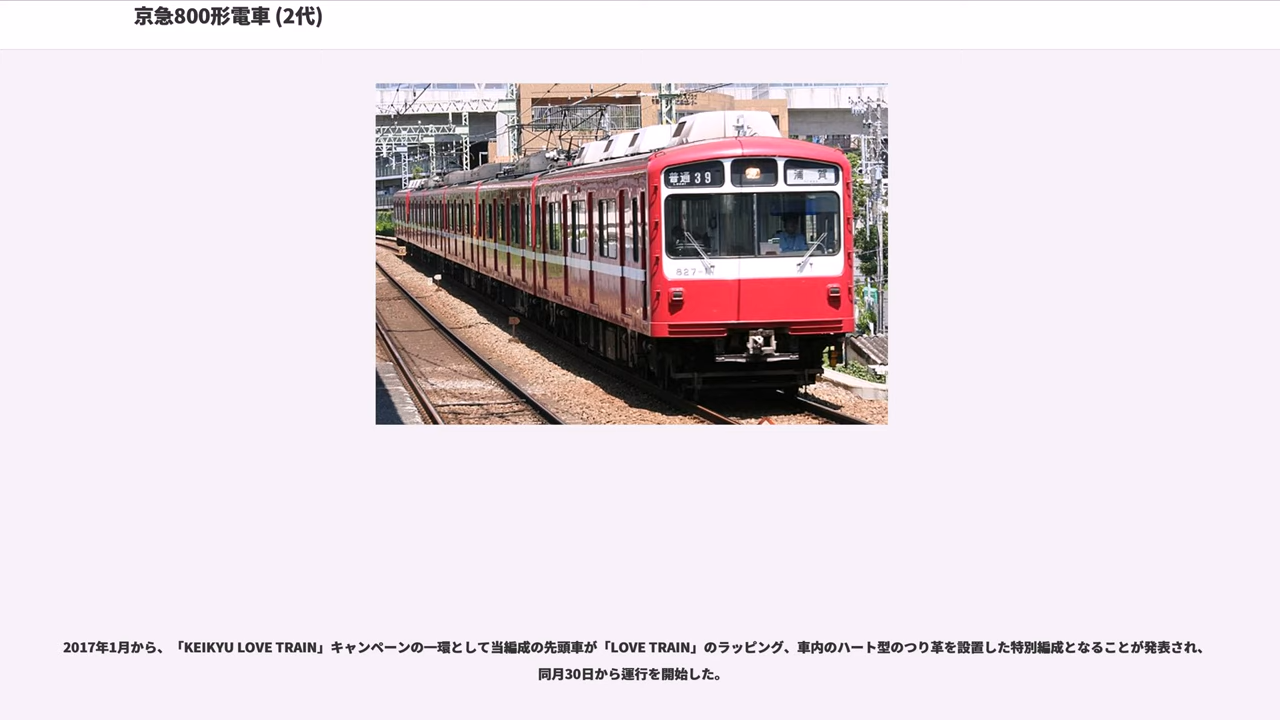 京急800形電車 (2代)
普通 39
浦賀
827-
2017年1月から、「KEIKYU LOVE TRAIN」キャンペーンの一環として当編成の先頭車が「LOVE TRAIN」のラッピング、車内のハート型のつり革を設置した特別編成となることが発表され、
同月30日から運行を開始した。